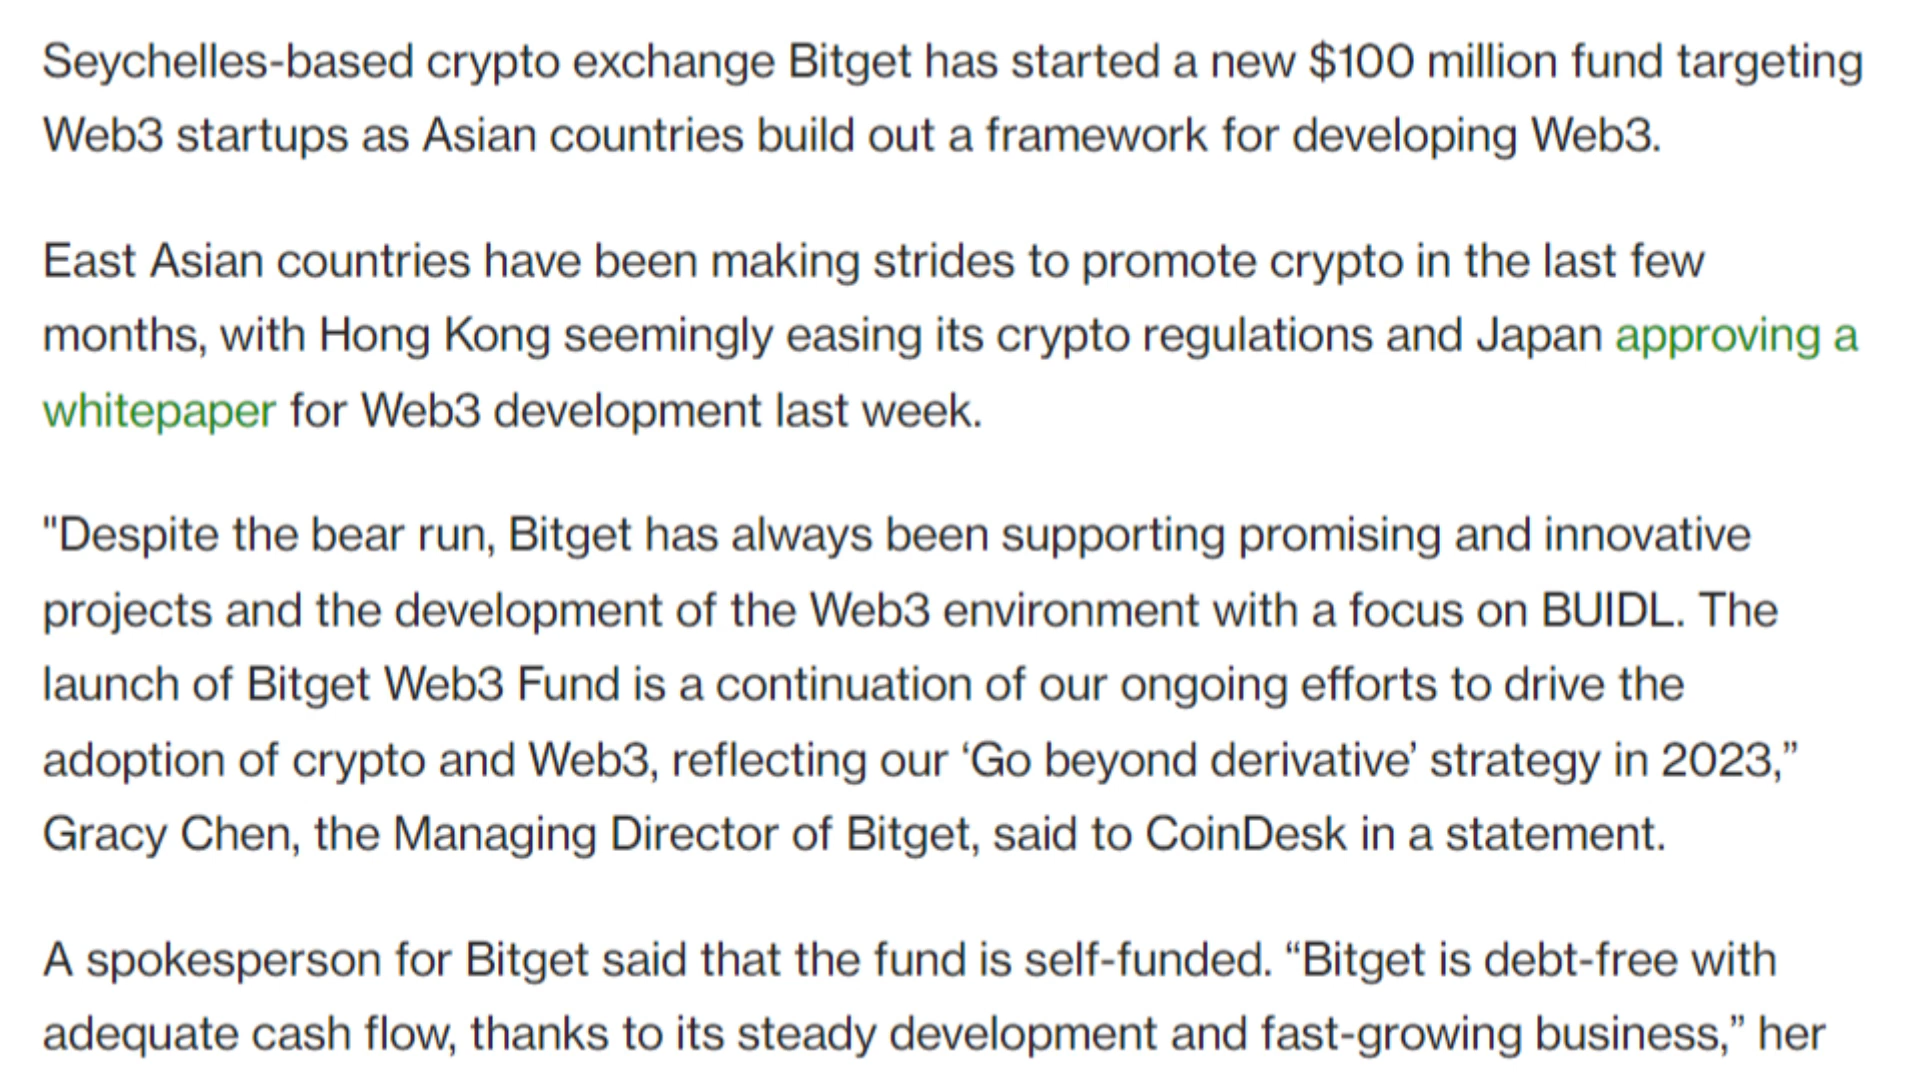 Seychelles-based crypto exchange Bitget has started a new $100 million fund targeting
Web3 startups as Asian countries build out a framework for developing Web3.
East Asian countries have been making strides to promote crypto in the last few
months, with Hong Kong seemingly easing its crypto regulations and Japan approving a
whitepaper for Web3 development last week.
"Despite the bear run, Bitget has always been supporting promising and innovative
projects and the development of the Web3 environment with a focus on BUIDL. The
launch of Bitget Web3 Fund is a continuation of our ongoing efforts to drive the
adoption of crypto and Web3, reflecting our ‘Go beyond derivative’ strategy in 2023,”
Gracy Chen, the Managing Director of Bitget, said to CoinDesk in a statement.
A spokesperson for Bitget said that the fund is self-funded. “Bitget is debt-free with
adequate cash flow, thanks to its steady development and fast-growing business,” her